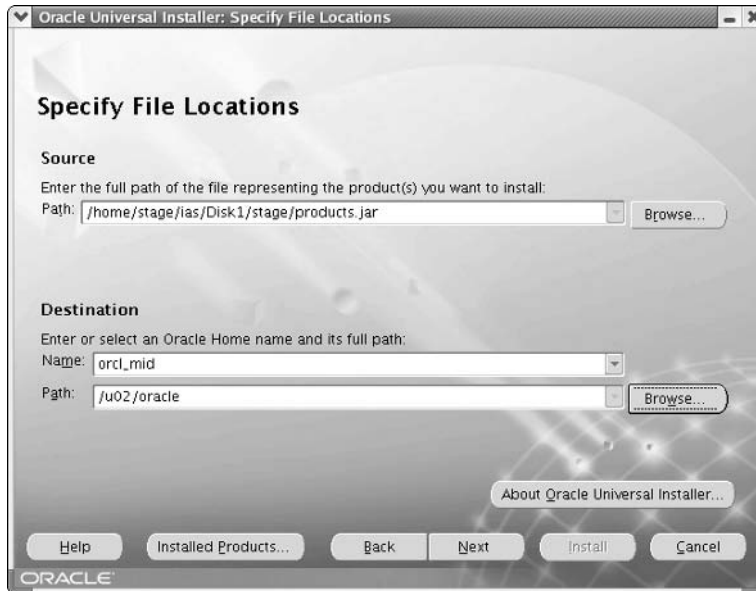 Oracle Universal Installer: Specify File Locations
Specify File Locations
Source
Enter the full path of the file representing the product(s) you want to install:
Path: /home/stage/ias/Disk1/stage/products.jar Browse...
Destination
Enter or select an Oracle Home name and its full path:
Name: orcl_mid
Path: /u02/oracle Browse...
About Oracle Universal Installer...
Help Installed Products... Back Next Install Cancel
ORACLE